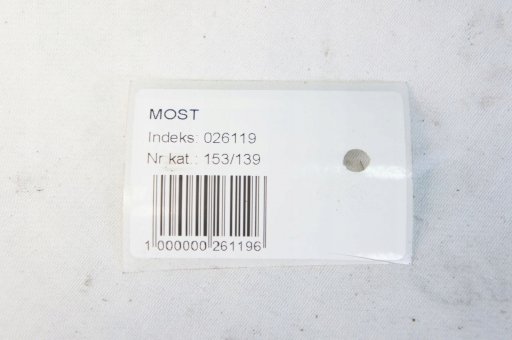 MOST
Indeks: 026119
Nr kat.: 153/139
1 000000 261196